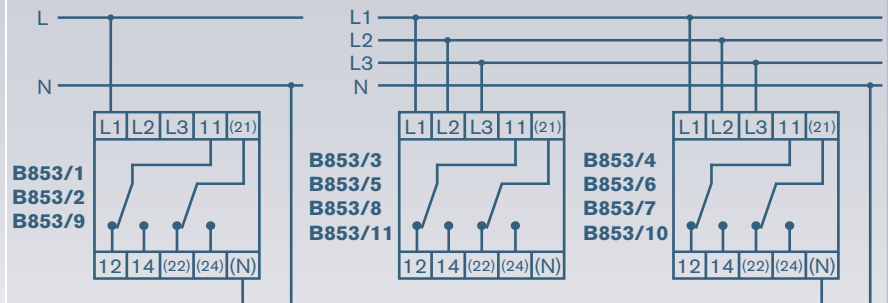 L
N
L1
L2
L3
N
B853/1
B853/2
B853/9
L1 L2 L3 11 (21)
12 14 (22) (24) (N)
B853/3
B853/5
B853/8
B853/11
L1 L2 L3 11 (21)
12 14 (22) (24) (N)
B853/4
B853/6
B853/7
B853/10
L1 L2 L3 11 (21)
12 14 (22) (24) (N)